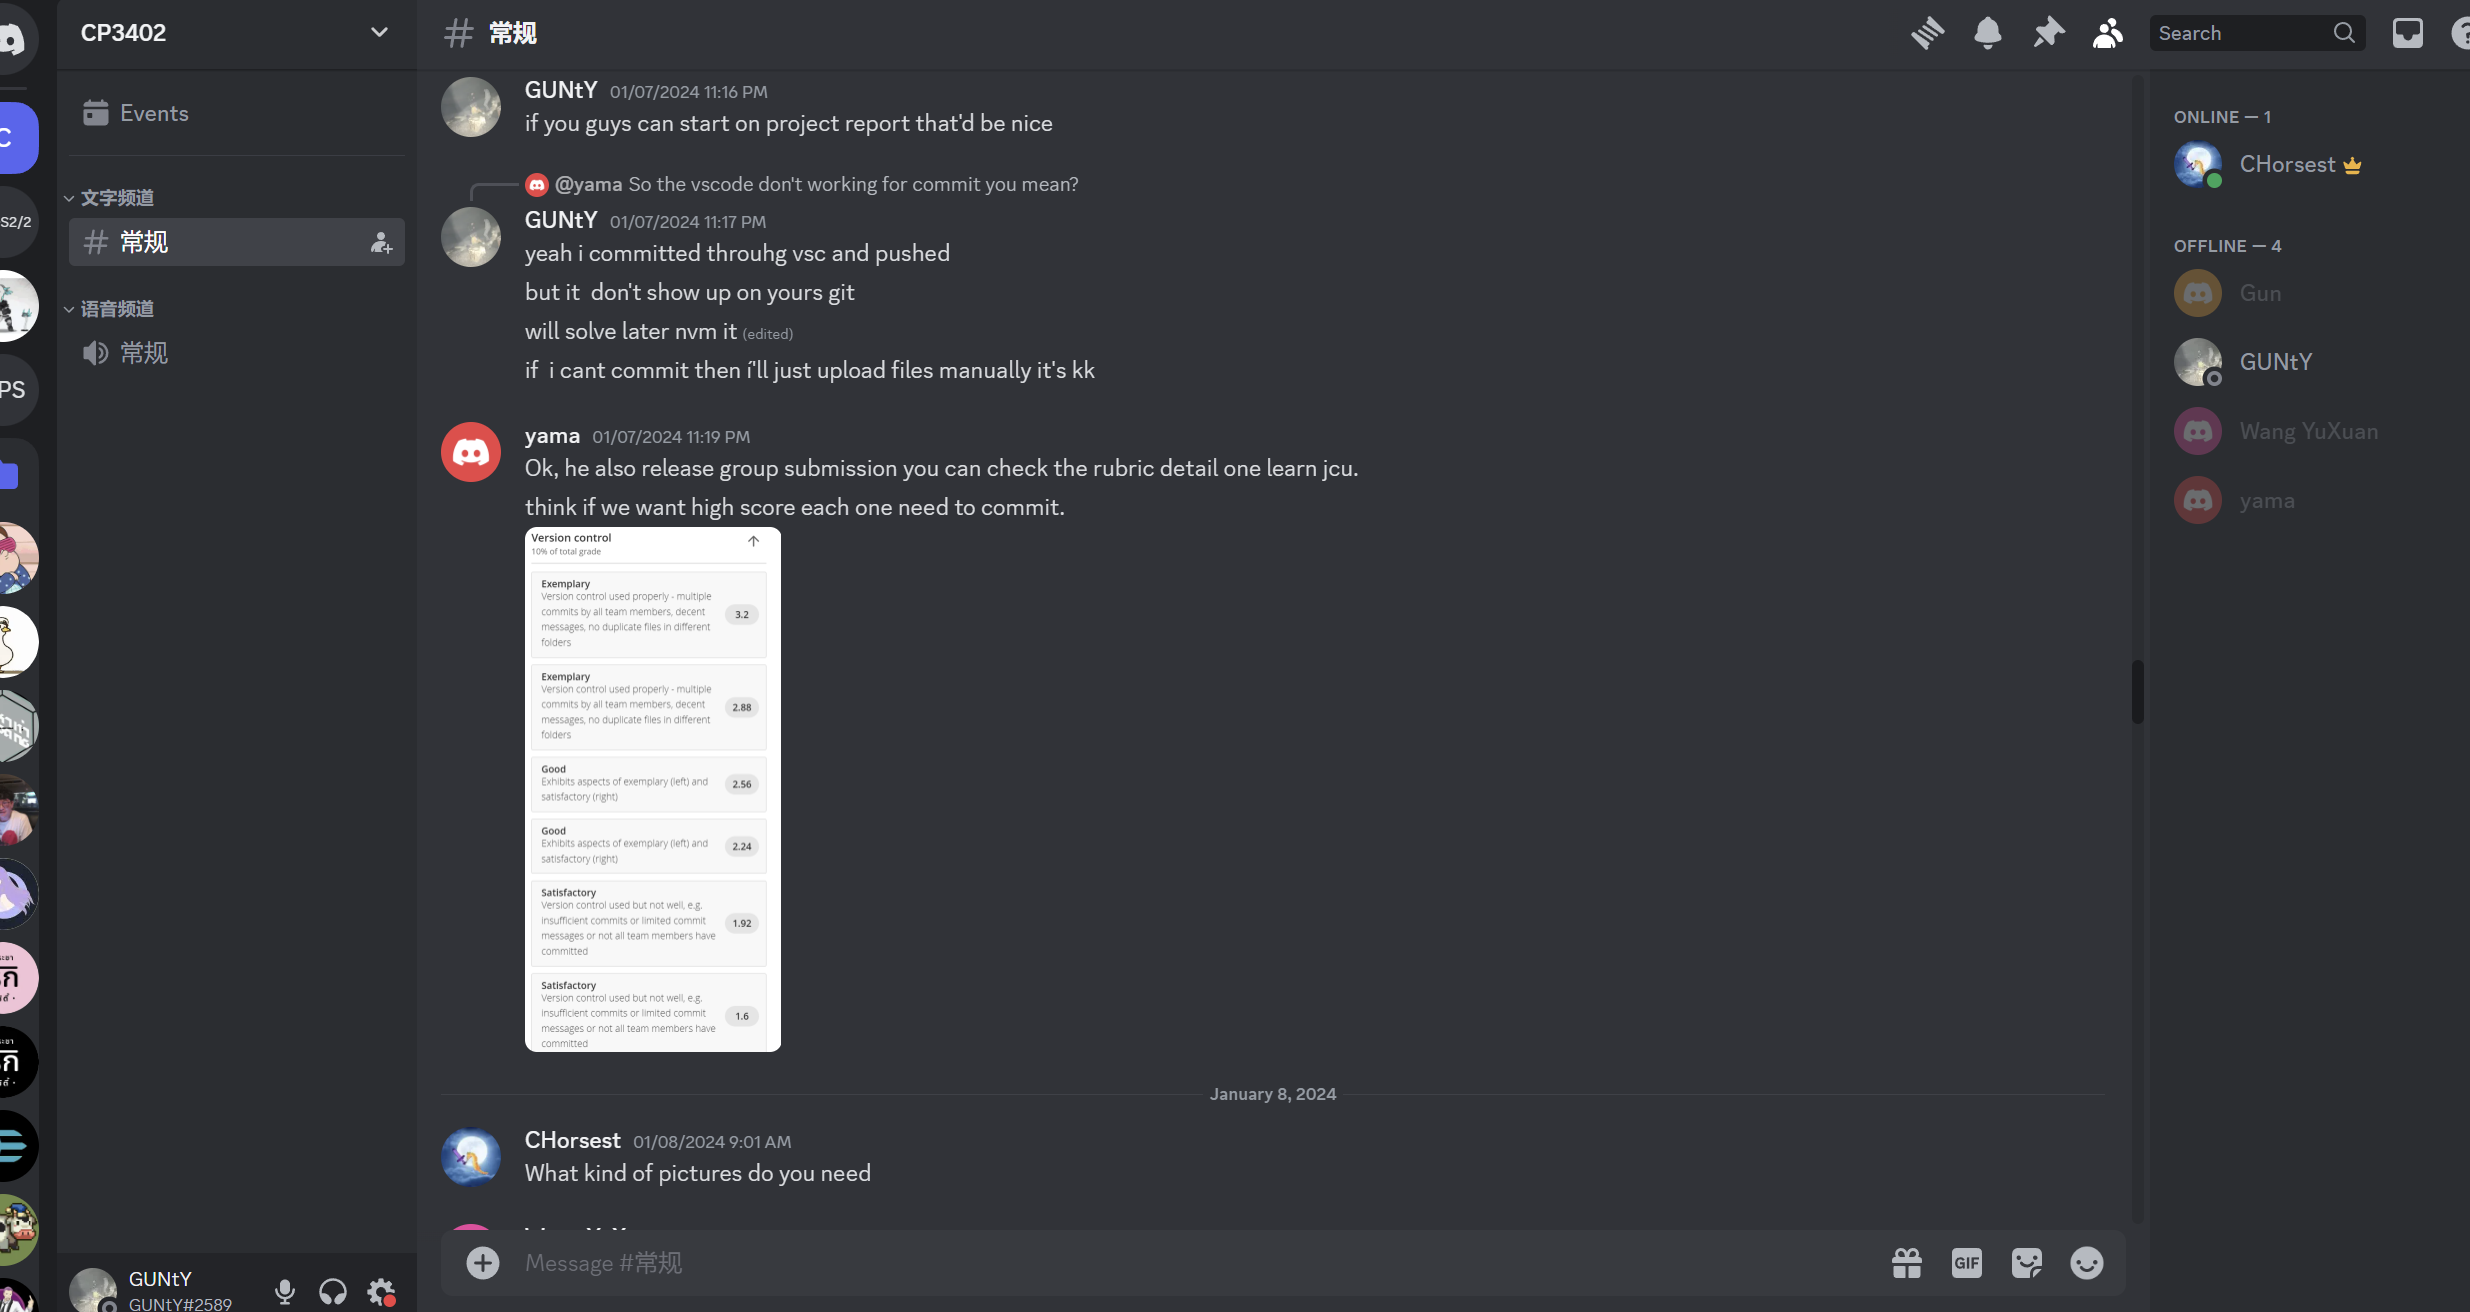 CP3402
Events
文字频道
常规
语音频道
常规
C
S2/2
PS
GUNtY
GUNtY#2589
常规
Search
GUNtY 01/07/2024 11:16 PM
if you guys can start on project report that'd be nice
@yama So the vscode don't working for commit you mean?
GUNtY 01/07/2024 11:17 PM
yeah i committed throuhg vsc and pushed
but it don't show up on yours git
will solve later nvm it (edited)
if i cant commit then i'll just upload files manually it's kk
yama 01/07/2024 11:19 PM
Ok, he also release group submission you can check the rubric detail one learn jcu.
think if we want high score each one need to commit.
Version control
10% of total grade
Exemplary
Version control used properly - multiple
commits by all team members, decent
messages, no duplicate files in different
folders
3.2
Exemplary
Version control used properly - multiple
commits by all team members, decent
messages, no duplicate files in different
folders
2.88
Good
Exhibits aspects of exemplary (left) and
satisfactory (right)
2.56
Good
Exhibits aspects of exemplary (left) and
satisfactory (right)
2.24
Satisfactory
Version control used but not well, e.g.
insufficient commits or limited commit
messages or not all team members have
committed
1.92
Satisfactory
Version control used but not well, e.g.
insufficient commits or limited commit
messages or not all team members have
committed
1.6
January 8, 2024
CHorsest 01/08/2024 9:01 AM
What kind of pictures do you need
Message #常规
GIF
ONLINE — 1
CHorsest
OFFLINE — 4
Gun
GUNtY
Wang YuXuan
yama